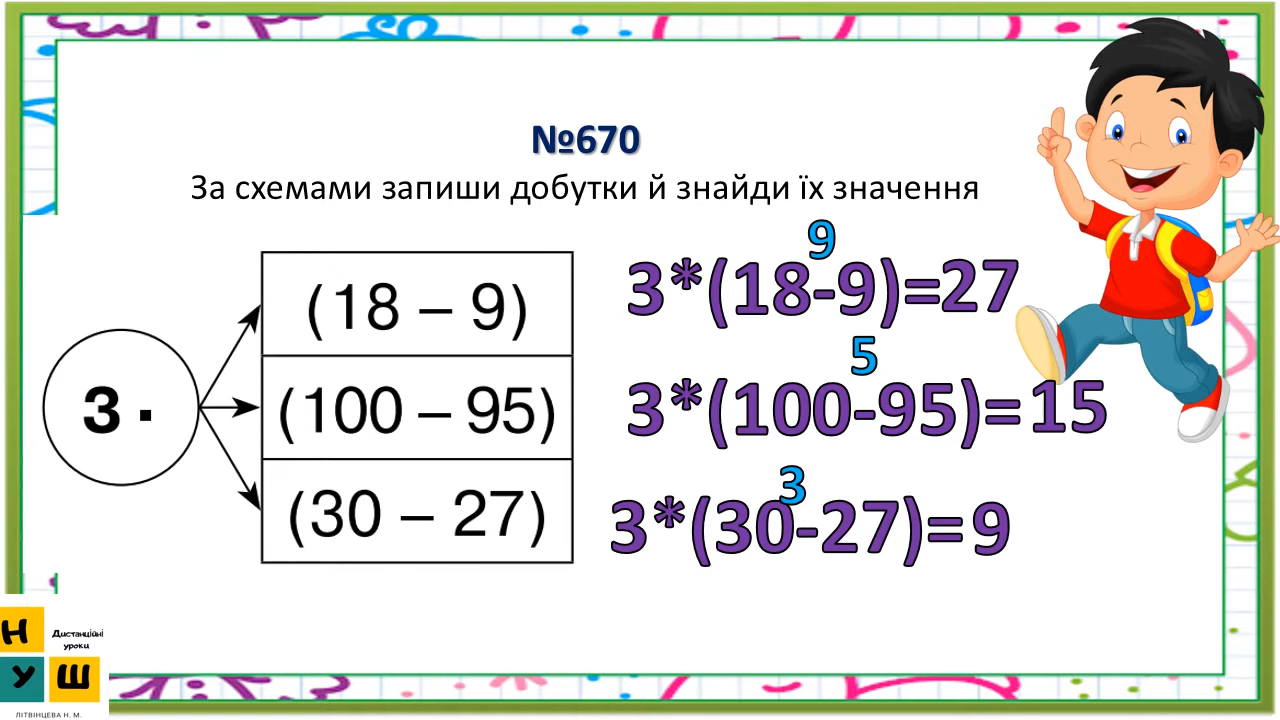 №670
За схемами запиши добутки й знайди їх значення
3 ·
(18 – 9)
(100 – 95)
(30 – 27)
9
3*(18-9)=27
5
3*(100-95)=15
3
3*(30-27)=9
Н
У Ш
Дистанційні
уроки
ЛІТВІНЦЕВА Н. М.